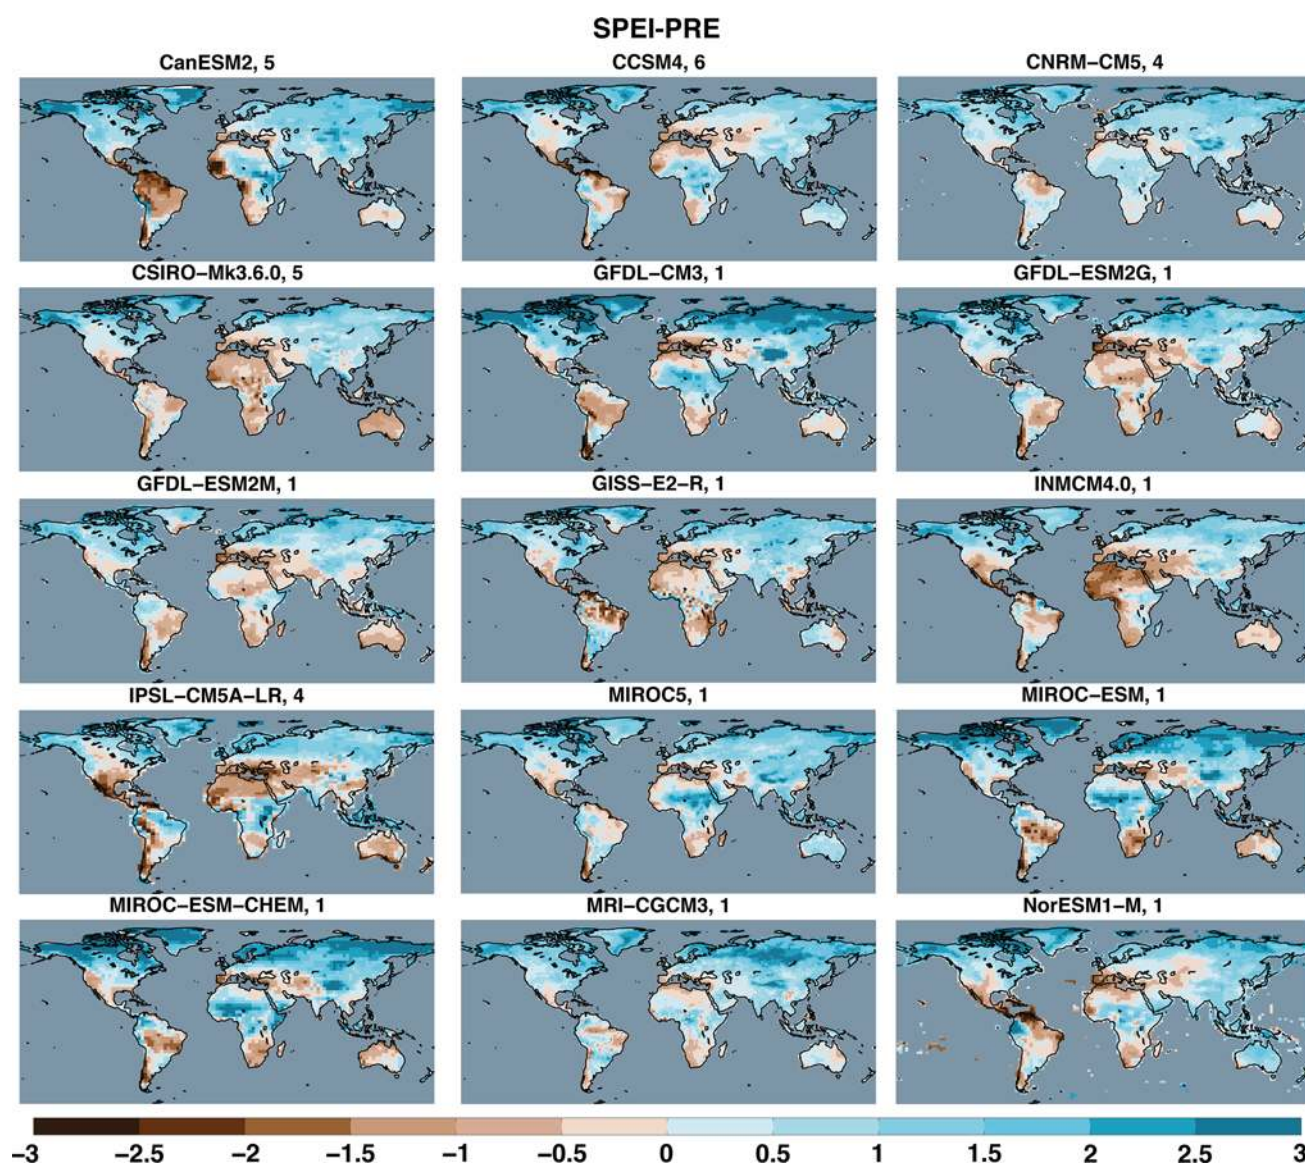 SPEI-PRE
CanESM2, 5
CCSM4, 6
CNRM−CM5, 4
CSIRO−Mk3.6.0, 5
GFDL−CM3, 1
GFDL−ESM2G, 1
GFDL−ESM2M, 1
GISS−E2−R, 1
INMCM4.0, 1
IPSL−CM5A−LR, 4
MIROC5, 1
MIROC−ESM, 1
MIROC−ESM−CHEM, 1
MRI−CGCM3, 1
NorESM1−M, 1
−3 −2.5 −2 −1.5 −1 −0.5 0 0.5 1 1.5 2 2.5 3